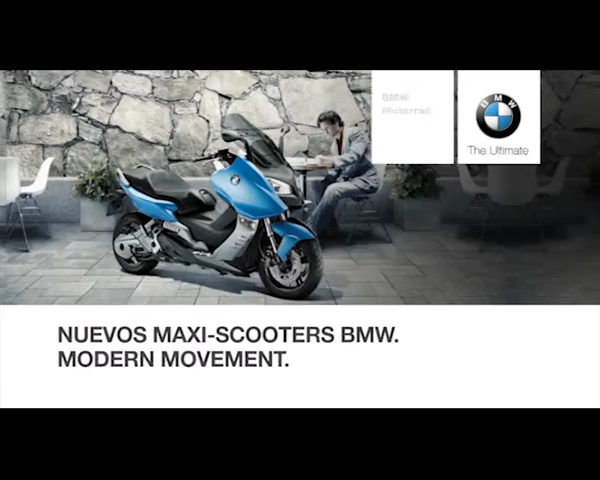 BMW
Motorrad
BMW
The Ultimate
NUEVOS MAXI-SCOOTERS BMW.
MODERN MOVEMENT.